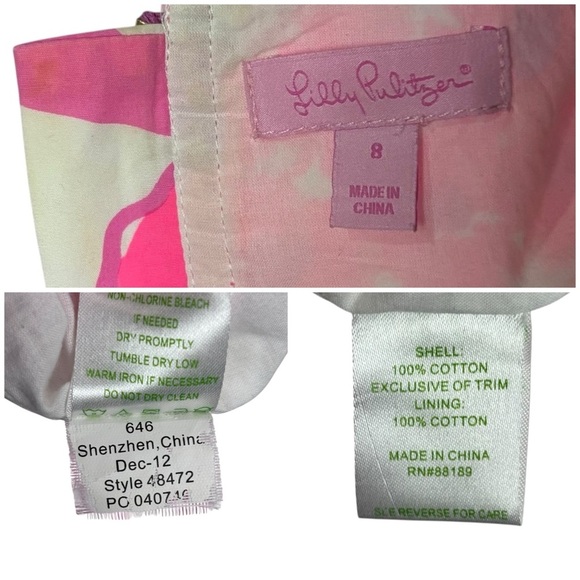 Lilly Pulitzer®
8
MADE IN
CHINA
NON-CHLORINE BLEACH
IF NEEDED
DRY PROMPTLY
TUMBLE DRY LOW
WARM IRON IF NECESSARY
DO NOT DRY CLEAN
646
Shenzhen,China
Dec-12
Style 48472
PO
SHELL:
100% COTTON
EXCLUSIVE OF TRIM
LINING:
100% COTTON
MADE IN CHINA
RN#88189
SEE REVERSE FOR CARE